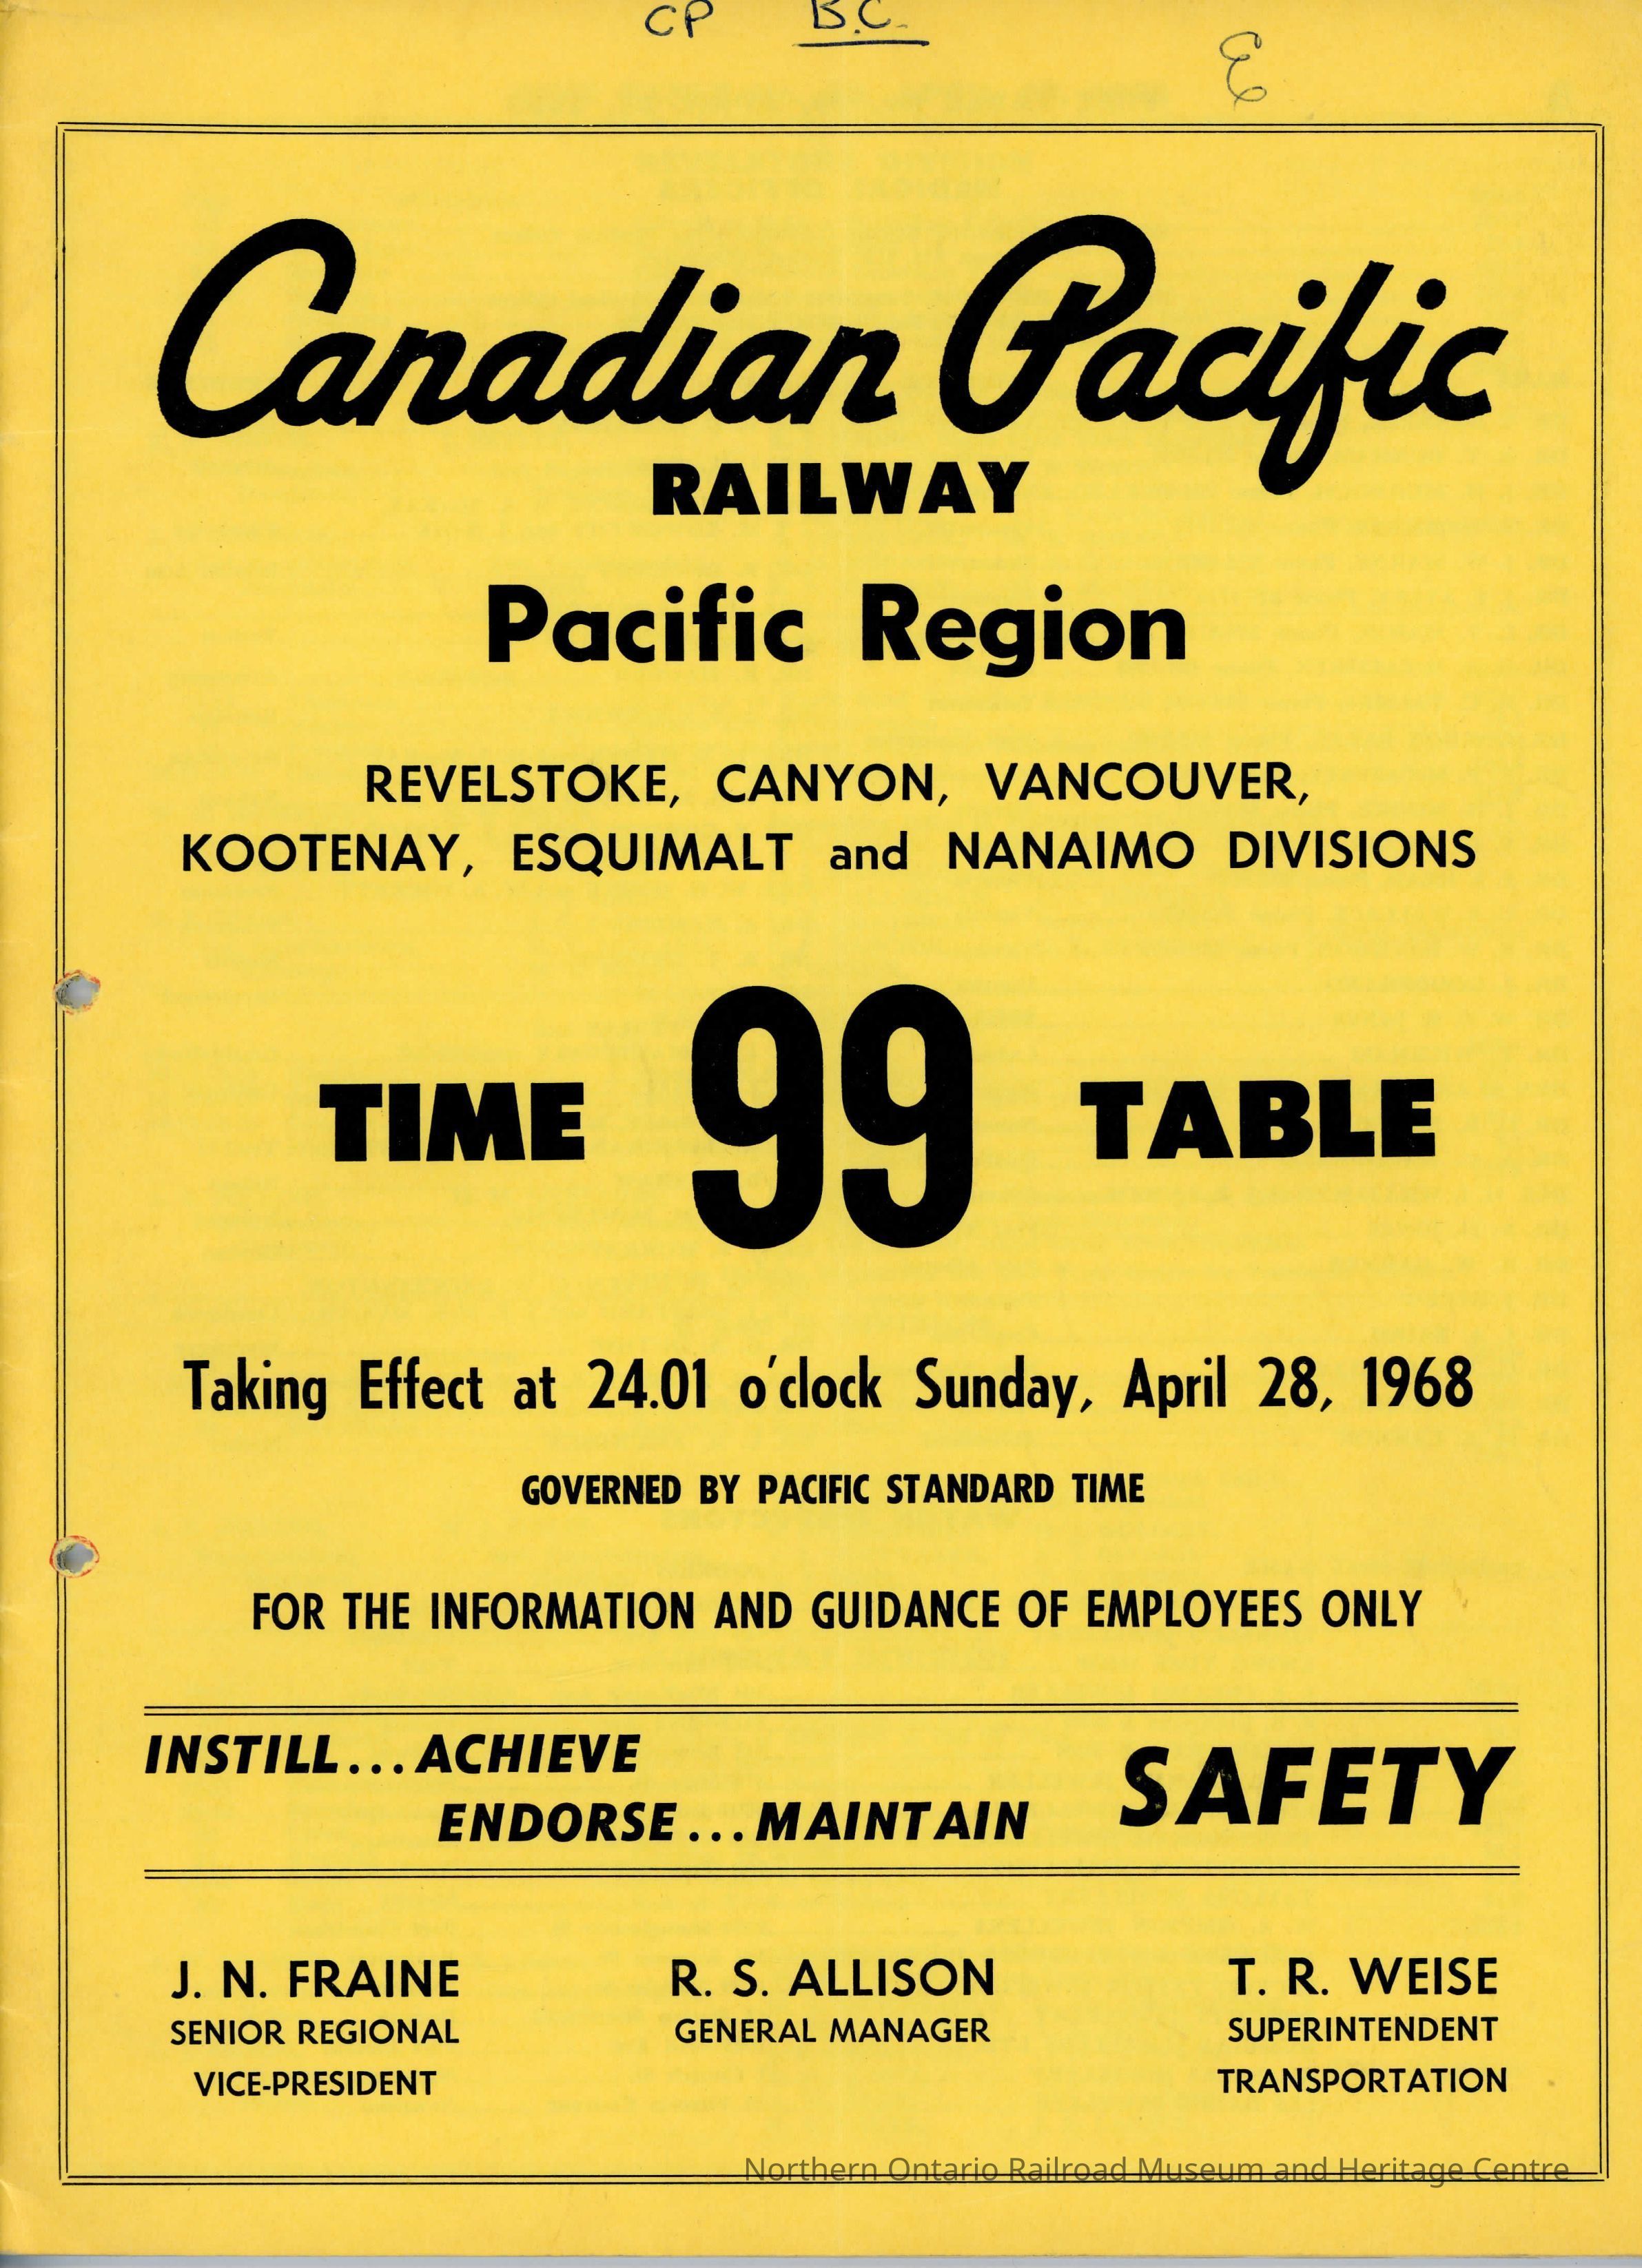 CP B.C.
Canadian Pacific
RAILWAY
Pacific Region
REVELSTOKE, CANYON, VANCOUVER,
KOOTENAY, ESQUIMALT and NANAIMO DIVISIONS
TIME 99 TABLE
Taking Effect at 24.01 o'clock Sunday, April 28, 1968
GOVERNED BY PACIFIC STANDARD TIME
FOR THE INFORMATION AND GUIDANCE OF EMPLOYEES ONLY
INSTILL...ACHIEVE
ENDORSE...MAINTAIN SAFETY
J. N. FRAINE R. S. ALLISON T. R. WEISE
SENIOR REGIONAL GENERAL MANAGER SUPERINTENDENT
VICE-PRESIDENT TRANSPORTATION
Northern Ontario Railroad Museum and Heritage Centre